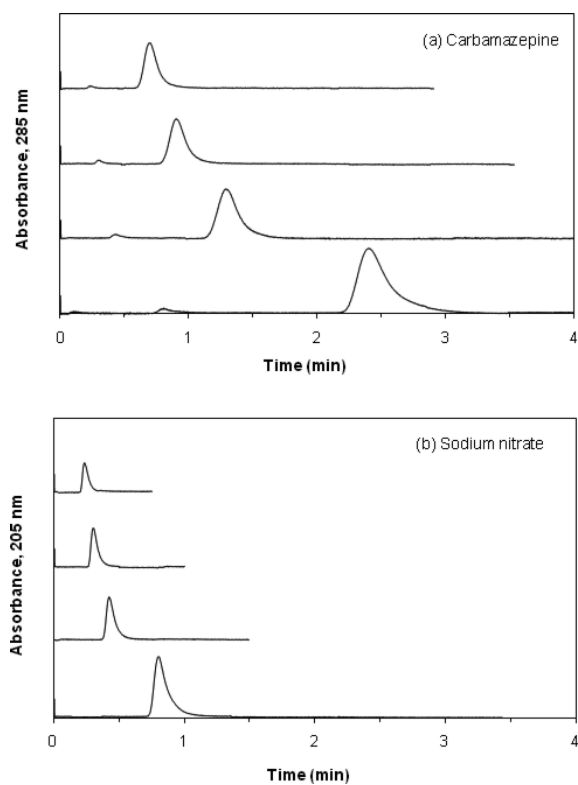 (a) Carbamazepine
Absorbance, 285 nm
0 1 2 3 4
Time (min)
(b) Sodium nitrate
Absorbance, 205 nm
0 1 2 3 4
Time (min)